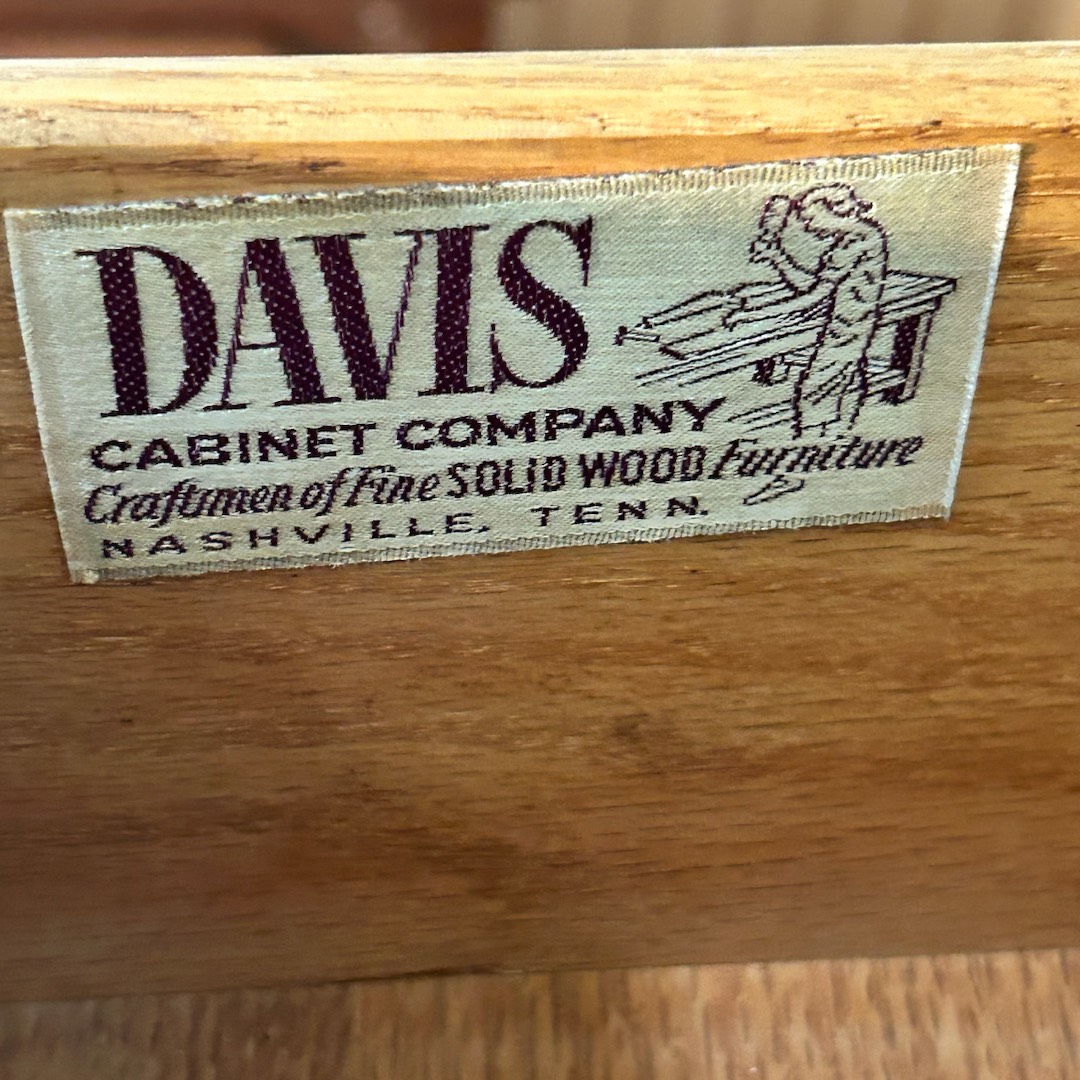 DAVIS
CABINET COMPANY
Craftsmen of Fine SOLID WOOD Furniture
NASHVILLE, TENN.